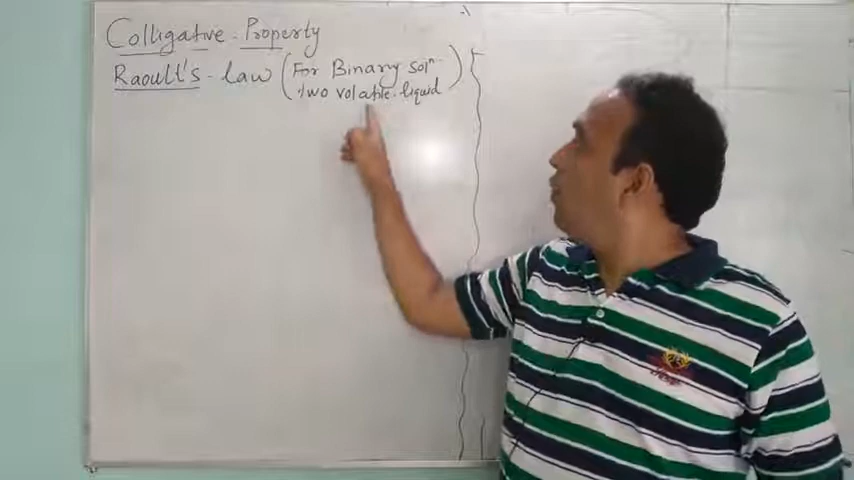 Colligative Property
Raoult's law (For Binary Solⁿ
two volatile liquid)